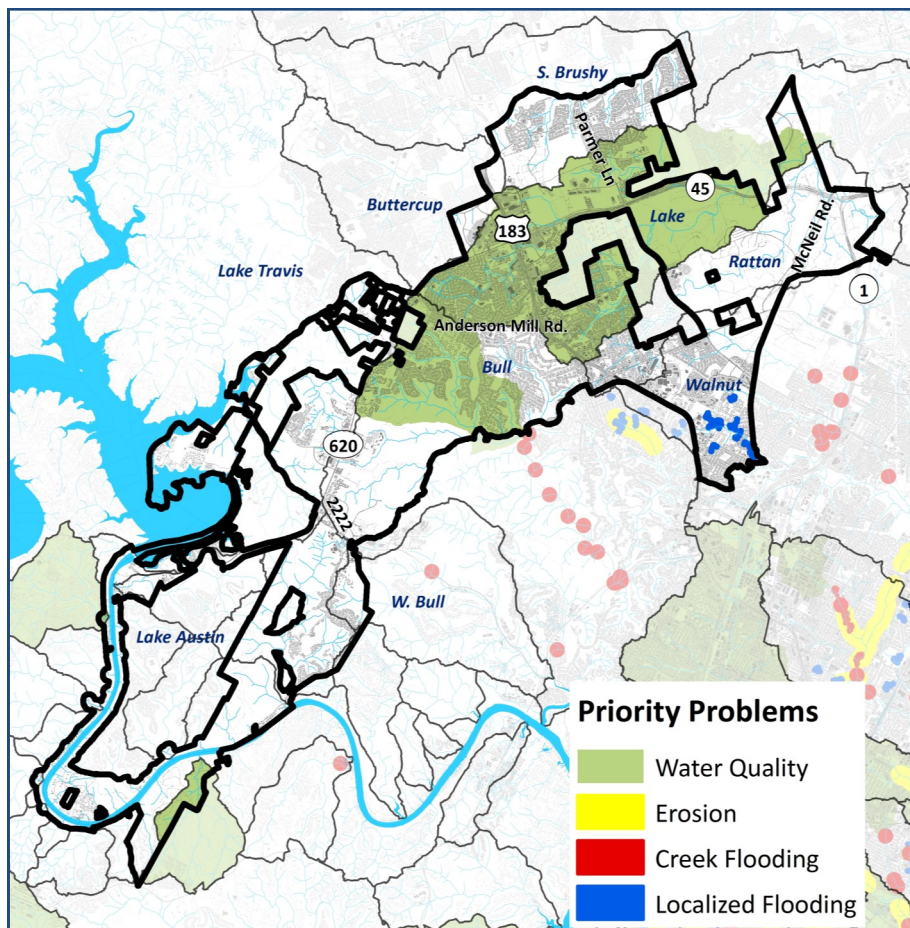 S. Brushy
Parmer Ln
45
Buttercup
183
Lake
McNeil Rd.
Lake Travis
Rattan
1
Anderson Mill Rd.
Bull
Walnut
620
2222
W. Bull
Lake Austin
Priority Problems
Water Quality
Erosion
Creek Flooding
Localized Flooding